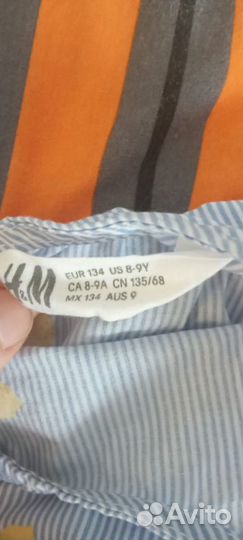 H&M
EUR 134 US 8-9Y
CA 8-9A CN 135/68
MX 134 AUS 9
Avito